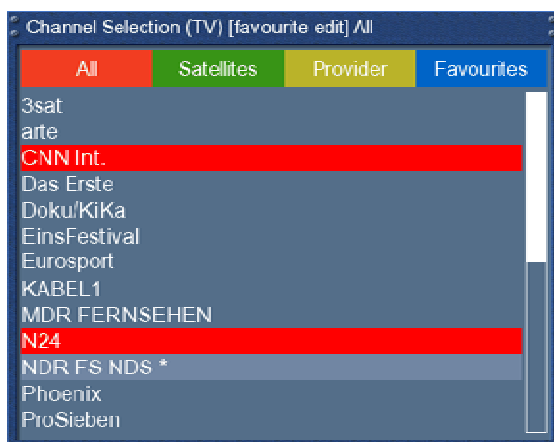 Channel Selection (TV) [favourite edit] All
All Satellites Provider Favourites
3sat
arte
CNN Int.
Das Erste
Doku/KiKa
EinsFestival
Eurosport
KABEL1
MDR FERNSEHEN
N24
NDR FS NDS *
Phoenix
ProSieben